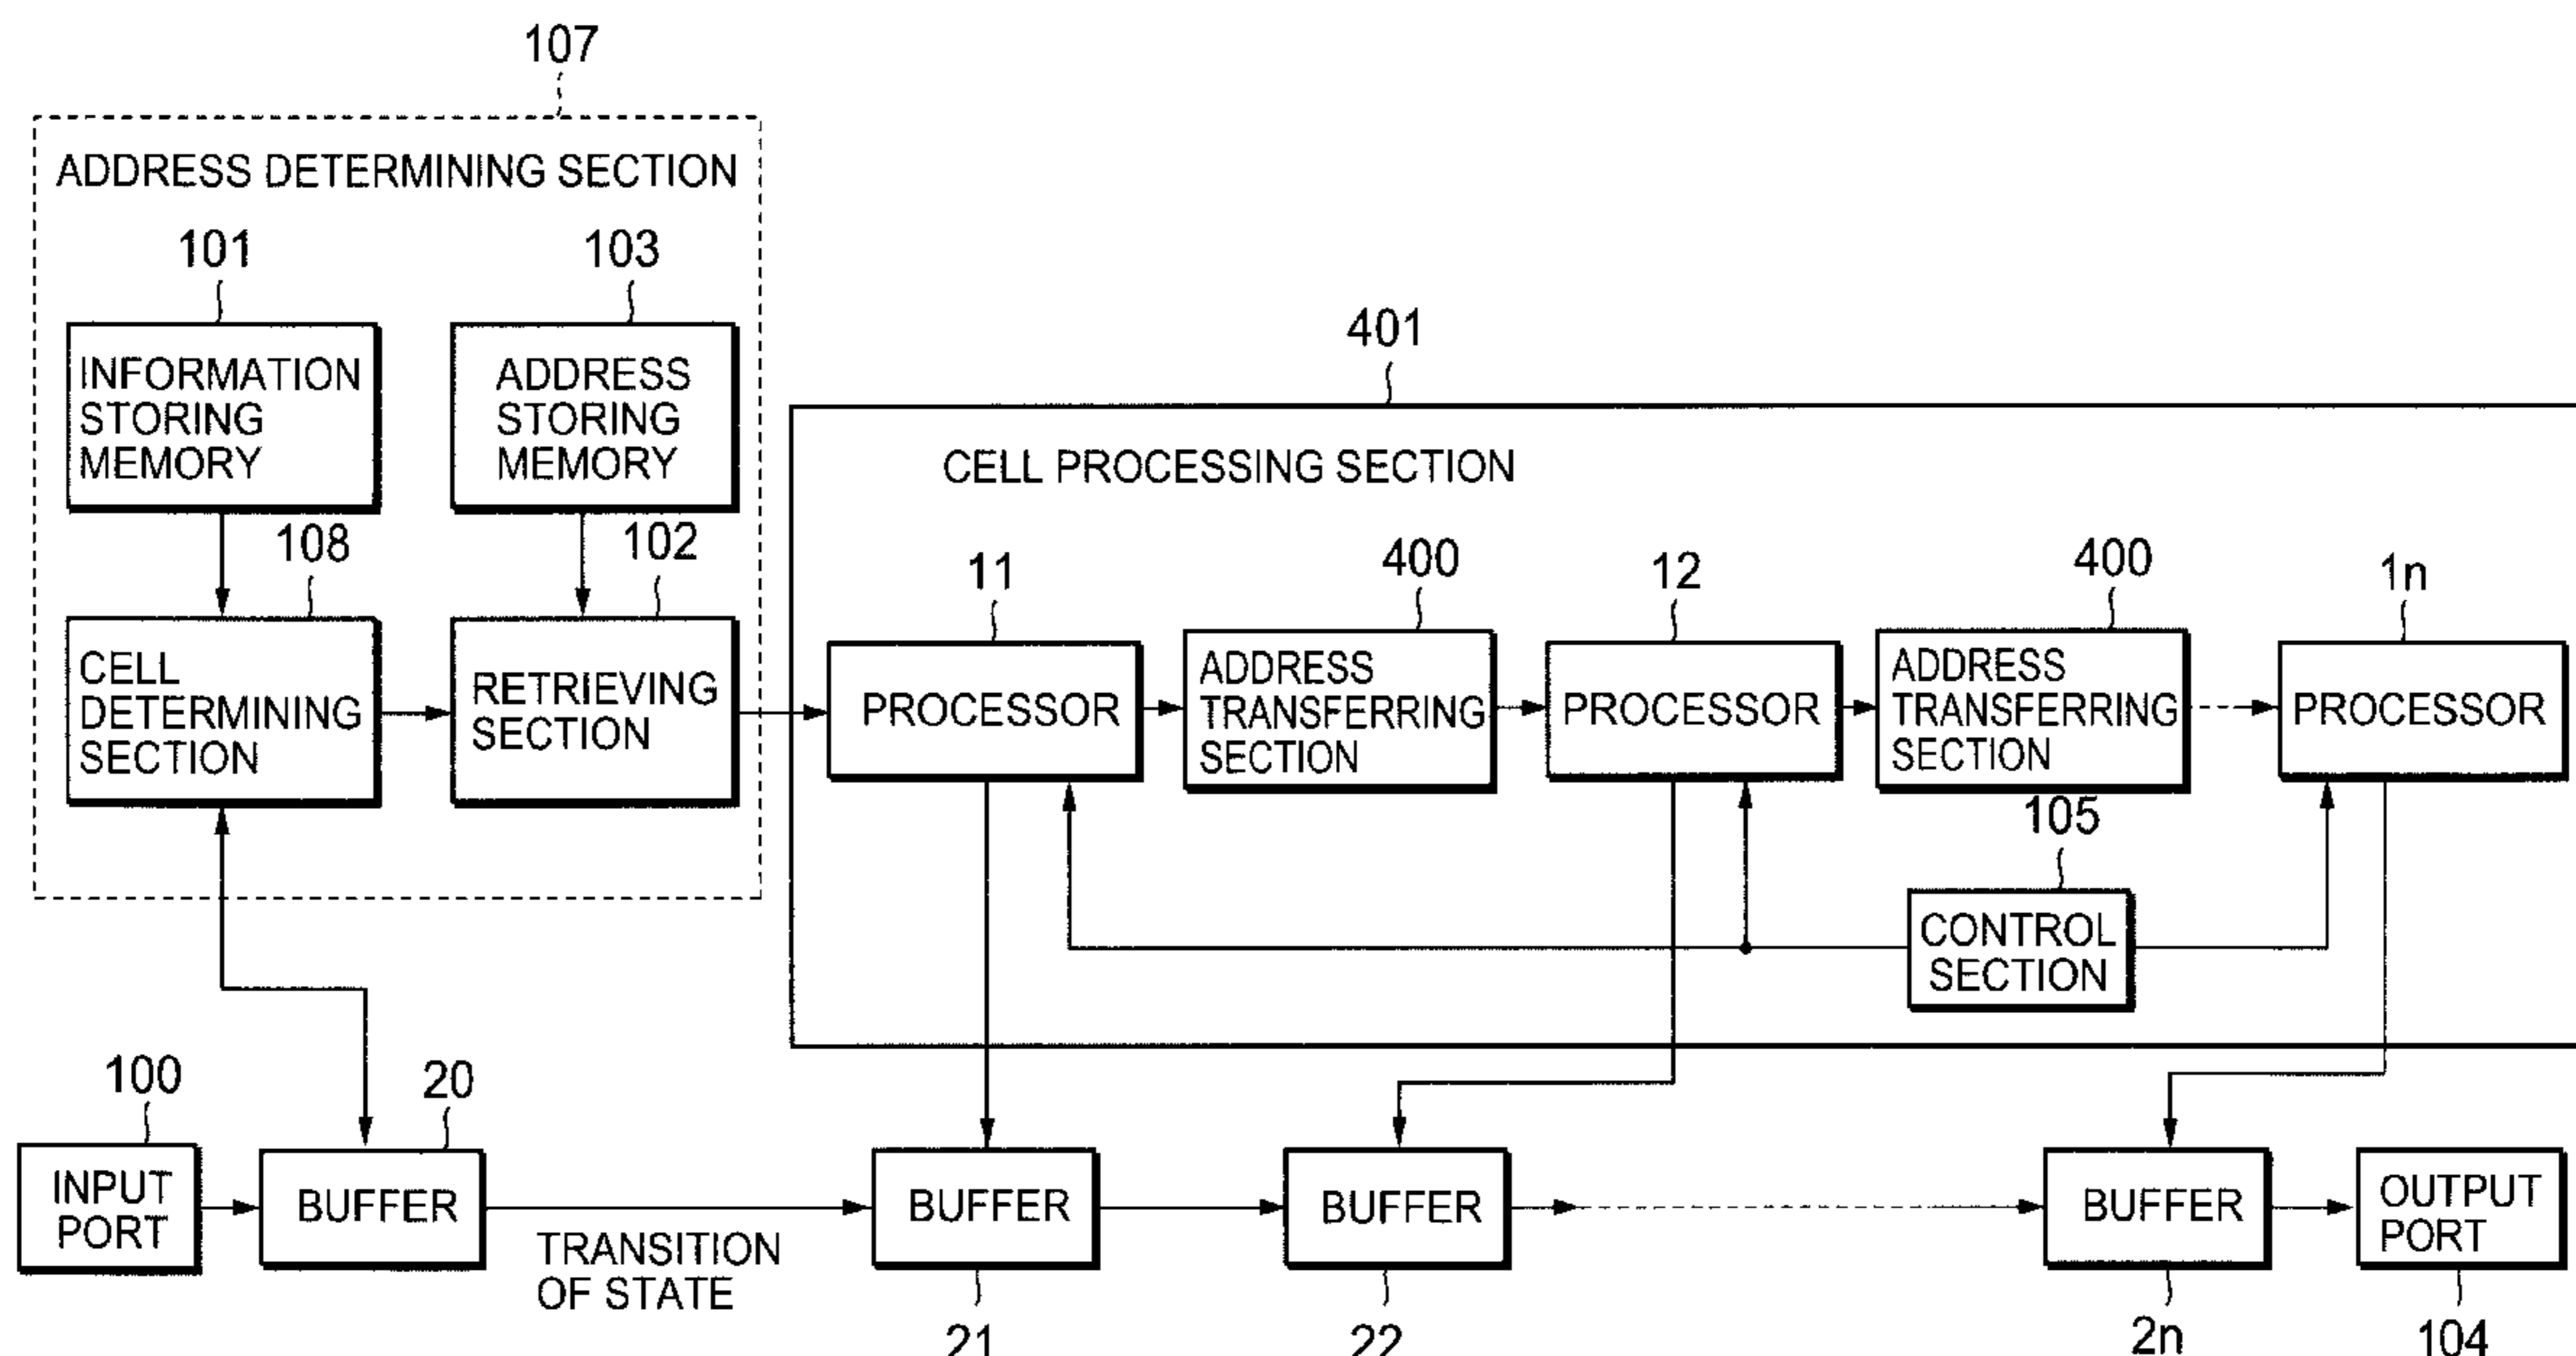 107
ADDRESS DETERMINING SECTION
101
103
INFORMATION
STORING
MEMORY
ADDRESS
STORING
MEMORY
108
102
CELL
DETERMINING
SECTION
RETRIEVING
SECTION
401
CELL PROCESSING SECTION
11
400
12
400
1n
PROCESSOR
ADDRESS
TRANSFERRING
SECTION
PROCESSOR
ADDRESS
TRANSFERRING
SECTION
PROCESSOR
105
CONTROL
SECTION
100
20
INPUT
PORT
BUFFER
TRANSITION
OF STATE
BUFFER
BUFFER
BUFFER
OUTPUT
PORT
21
22
2n
104